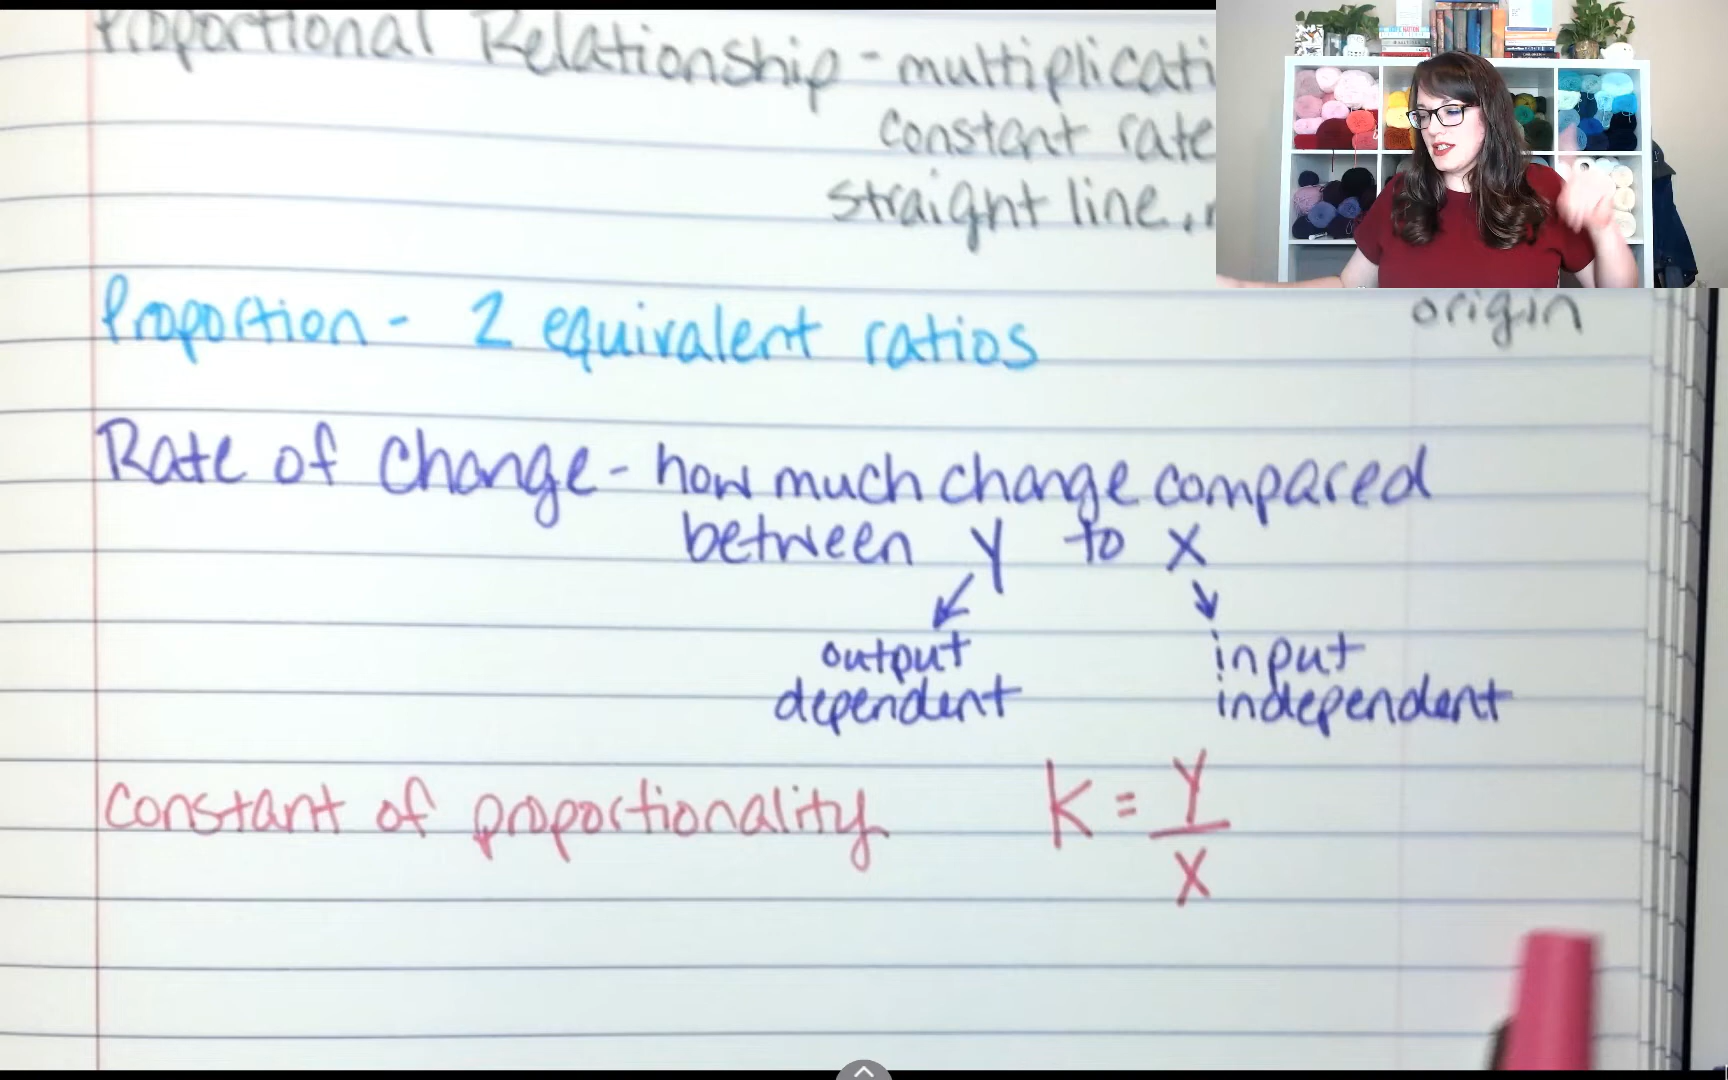 Proportional Relationship - 
constant rate
straight line,
origin
Proportion - 2 equivalent ratios
Rate of Change - how much change compared
between y to x
output input
dependent independent
constant of proportionality K = y
x